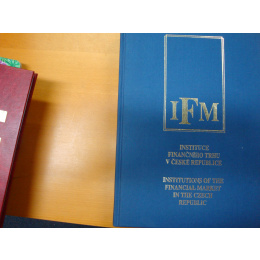 IFM
INSTITUCE
FINANČNÍHO TRHU
V ČESKÉ REPUBLICE
INSTITUTIONS OF THE
FINANCIAL MARKET
IN THE CZECH
REPUBLIC